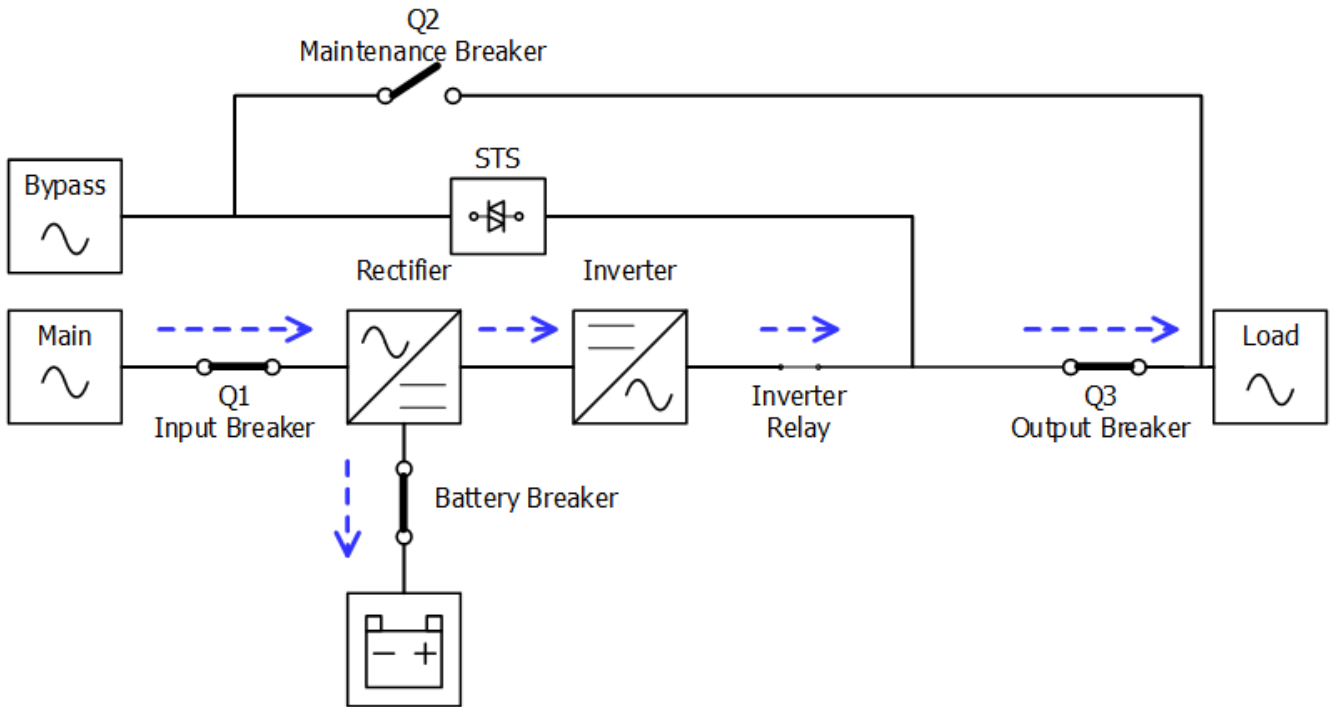 Q2
Maintenance Breaker
STS
Bypass
Rectifier
Inverter
Main
Load
Q1
Input Breaker
Inverter
Relay
Q3
Output Breaker
Battery Breaker
− +